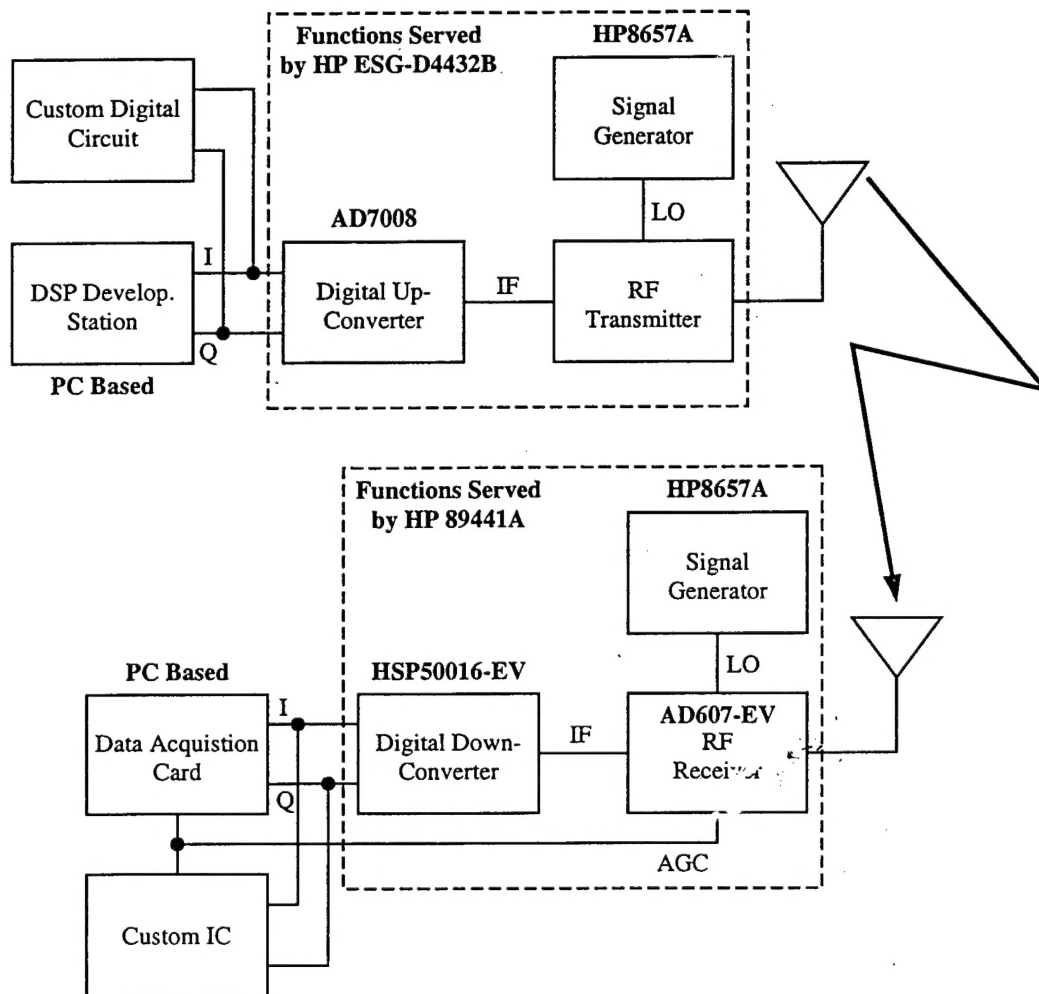 Functions Served
by HP ESG-D4432B
HP8657A
Custom Digital
Circuit
Signal
Generator
LO
AD7008
I
DSP Develop.
Station
Q
PC Based
Digital Up-
Converter
IF
RF
Transmitter
Functions Served
by HP 89441A
HP8657A
Signal
Generator
LO
PC Based
HSP50016-EV
I
Data Acquistion
Card
Q
Digital Down-
Converter
IF
AD607-EV
RF
Receiver
AGC
Custom IC